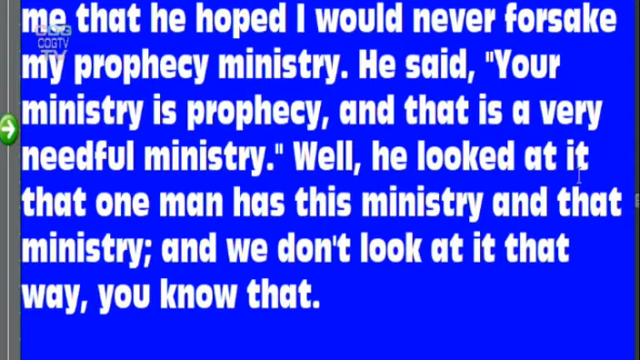 me that he hoped I would never forsake
COGTV
my prophecy ministry. He said, "Your
ministry is prophecy, and that is a very
needful ministry." Well, he looked at it
that one man has this ministry and that
ministry; and we don't look at it that
way, you know that.